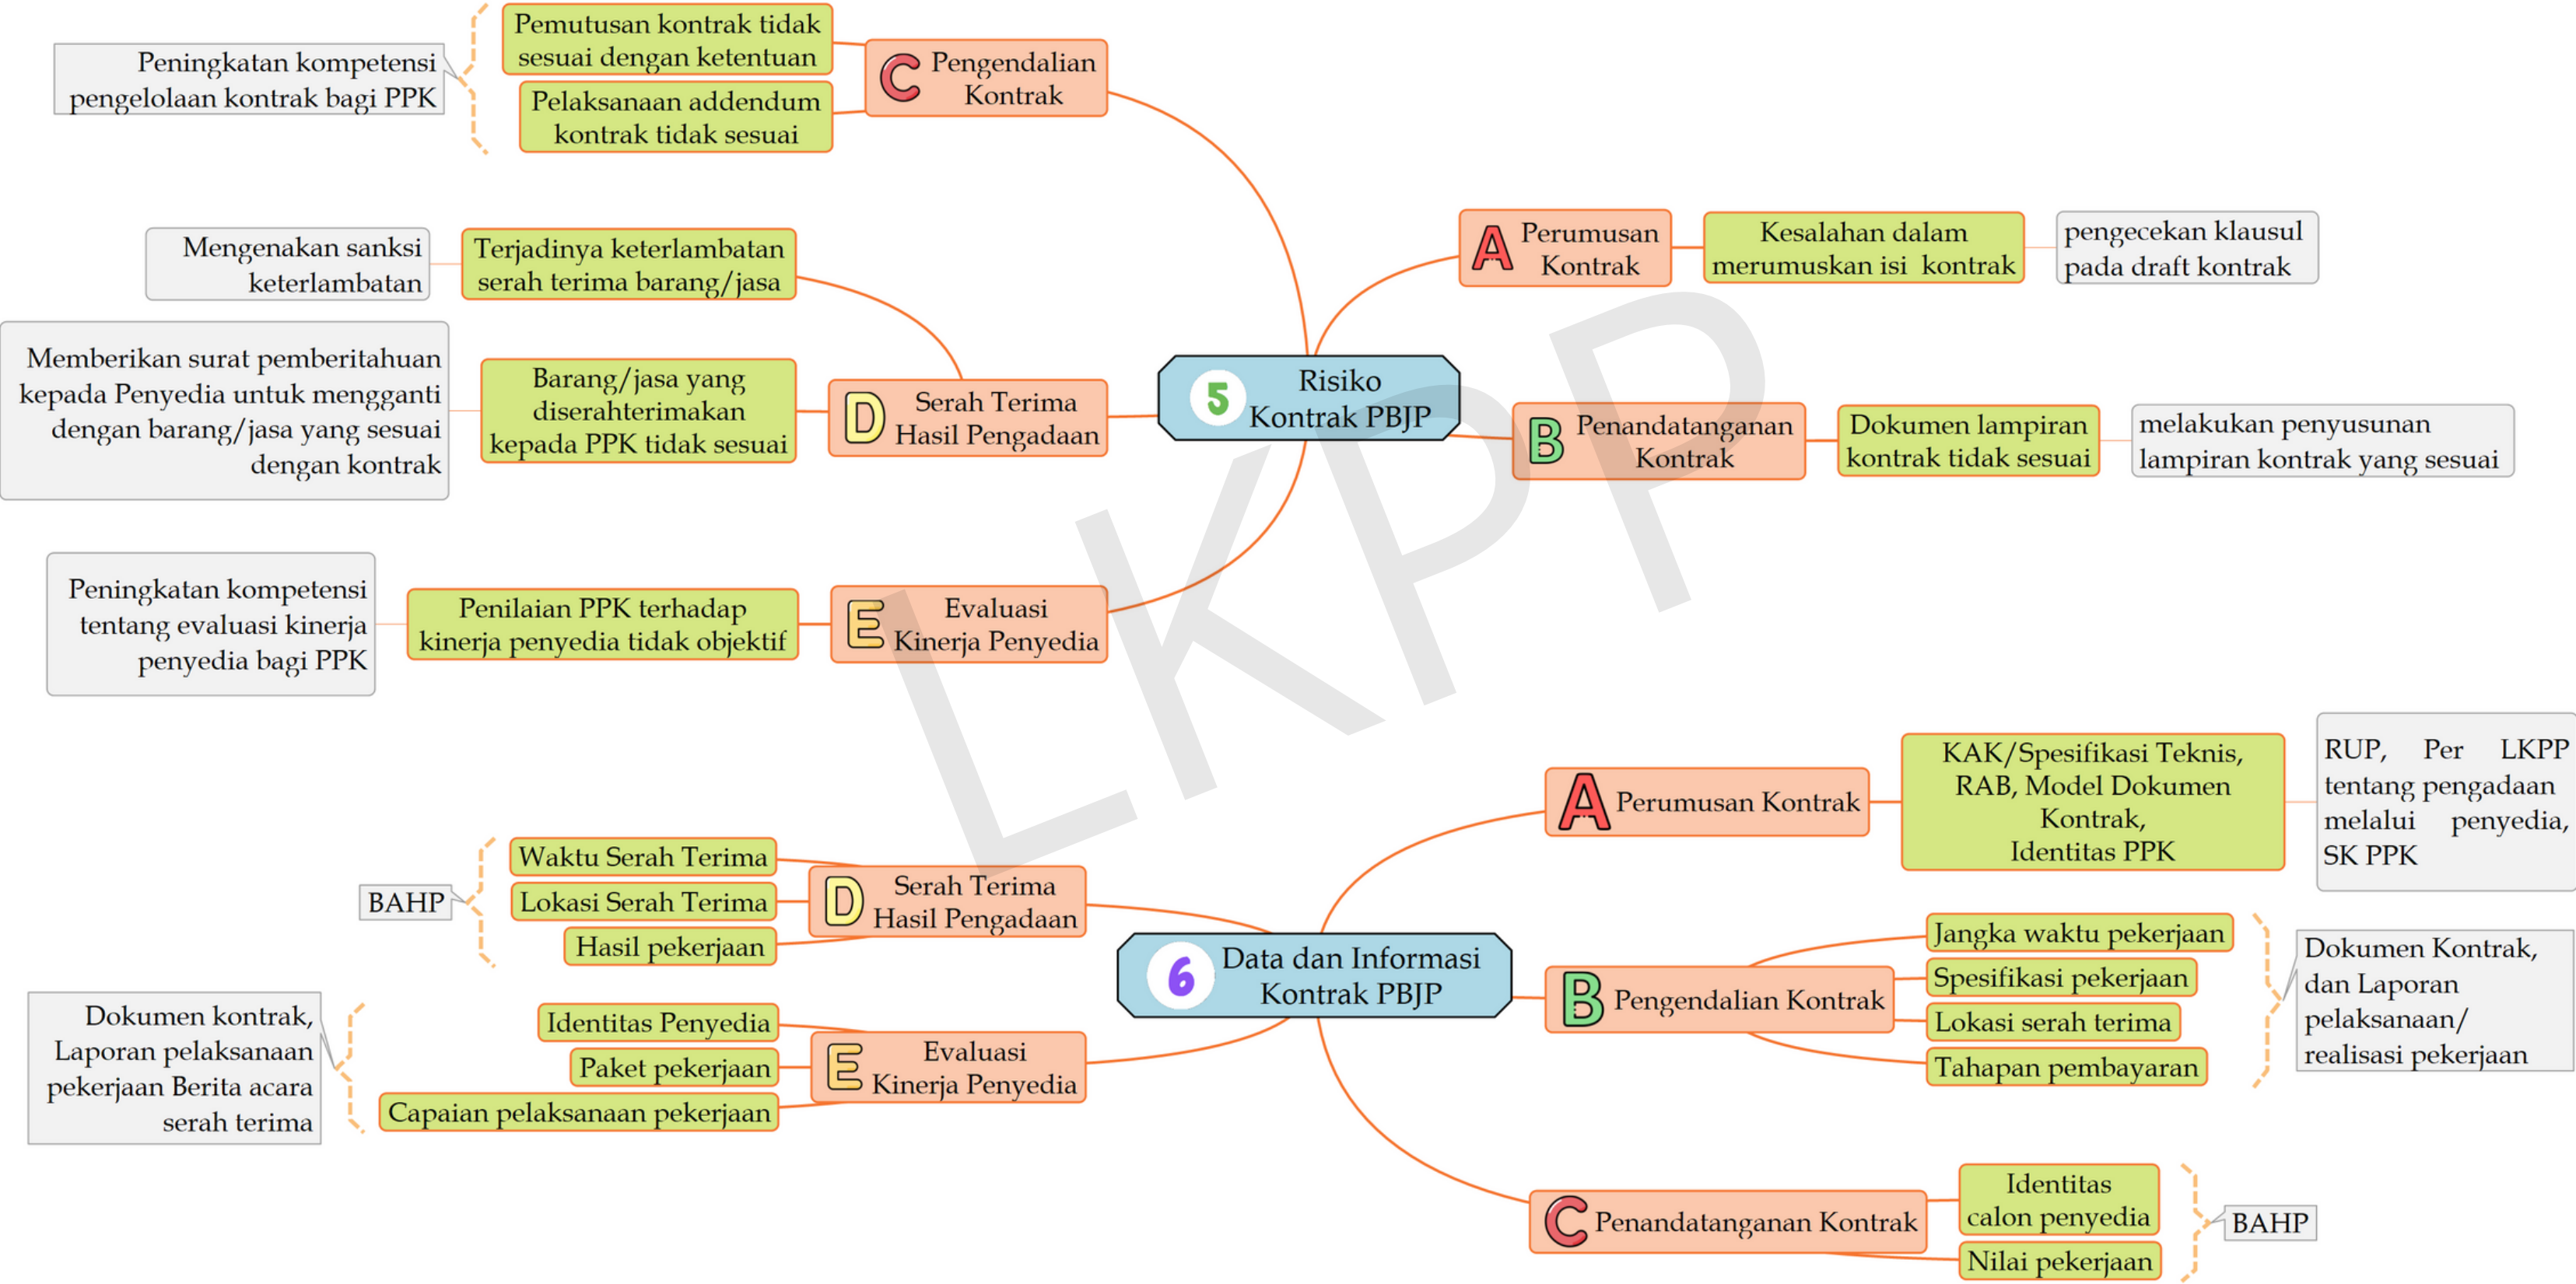 5
Risiko
Kontrak PBJP
A
Perumusan
Kontrak
Kesalahan dalam
merumuskan isi kontrak
pengecekan klausul
pada draft kontrak
B
Penandatanganan
Kontrak
Dokumen lampiran
kontrak tidak sesuai
melakukan penyusunan
lampiran kontrak yang sesuai
C
Pengendalian
Kontrak
Pemutusan kontrak tidak
sesuai dengan ketentuan
Pelaksanaan addendum
kontrak tidak sesuai
Peningkatan kompetensi
pengelolaan kontrak bagi PPK
D
Serah Terima
Hasil Pengadaan
Terjadinya keterlambatan
serah terima barang/jasa
Mengenakan sanksi
keterlambatan
Barang/jasa yang
diserahterimakan
kepada PPK tidak sesuai
Memberikan surat pemberitahuan
kepada Penyedia untuk mengganti
dengan barang/jasa yang sesuai
dengan kontrak
E
Evaluasi
Kinerja Penyedia
Penilaian PPK terhadap
kinerja penyedia tidak objektif
Peningkatan kompetensi
tentang evaluasi kinerja
penyedia bagi PPK
LKPP
6
Data dan Informasi
Kontrak PBJP
A
Perumusan Kontrak
KAK/Spesifikasi Teknis,
RAB, Model Dokumen
Kontrak,
Identitas PPK
RUP, Per LKPP
tentang pengadaan
melalui penyedia,
SK PPK
B
Pengendalian Kontrak
Jangka waktu pekerjaan
Spesifikasi pekerjaan
Lokasi serah terima
Tahapan pembayaran
Dokumen Kontrak,
dan Laporan
pelaksanaan/
realisasi pekerjaan
C
Penandatanganan Kontrak
Identitas
calon penyedia
Nilai pekerjaan
BAHP
D
Serah Terima
Hasil Pengadaan
Waktu Serah Terima
Lokasi Serah Terima
Hasil pekerjaan
BAHP
E
Evaluasi
Kinerja Penyedia
Identitas Penyedia
Paket pekerjaan
Capaian pelaksanaan pekerjaan
Dokumen kontrak,
Laporan pelaksanaan
pekerjaan Berita acara
serah terima